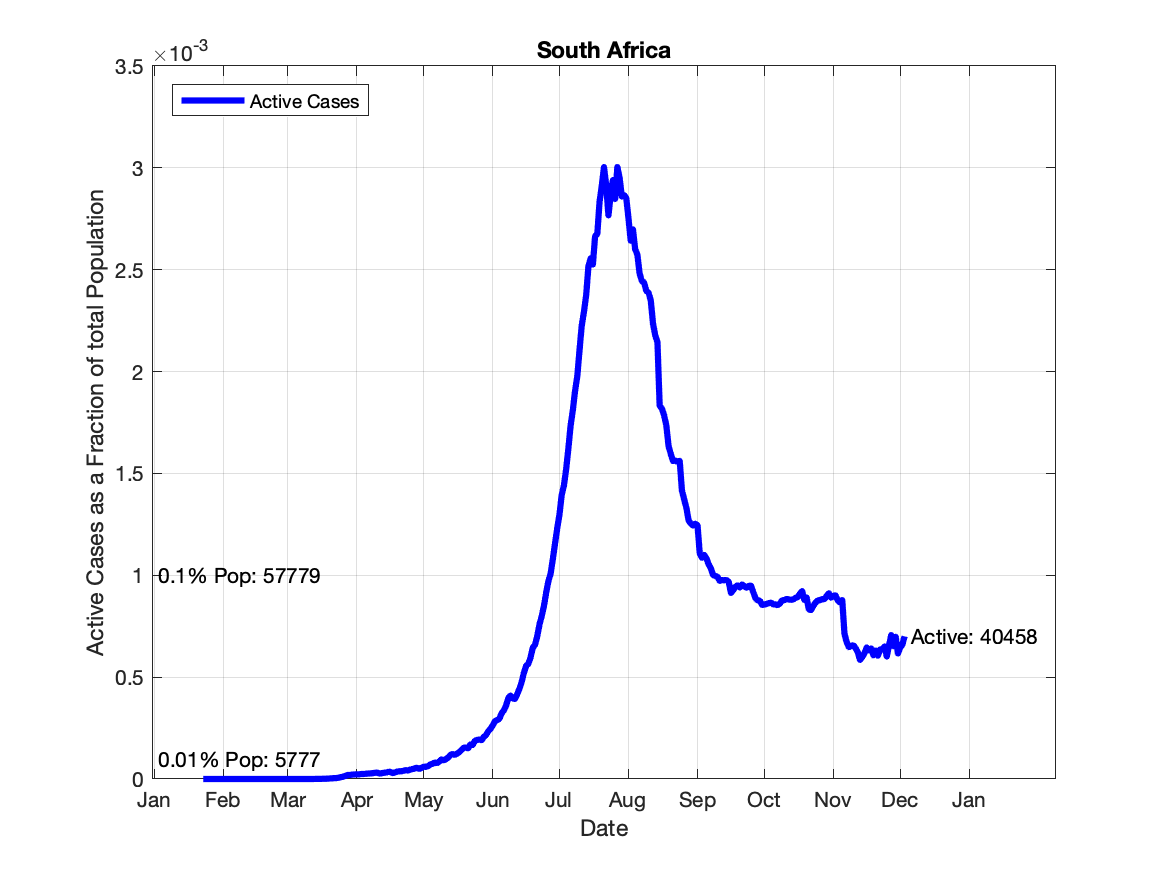 South Africa
×10-3
3.5
3
2.5
2
1.5
1
0.5
0
Active Cases as a Fraction of total Population
Active Cases
0.1% Pop: 57779
Active: 40458
0.01% Pop: 5777
Jan Feb Mar Apr May Jun Jul Aug Sep Oct Nov Dec Jan
Date